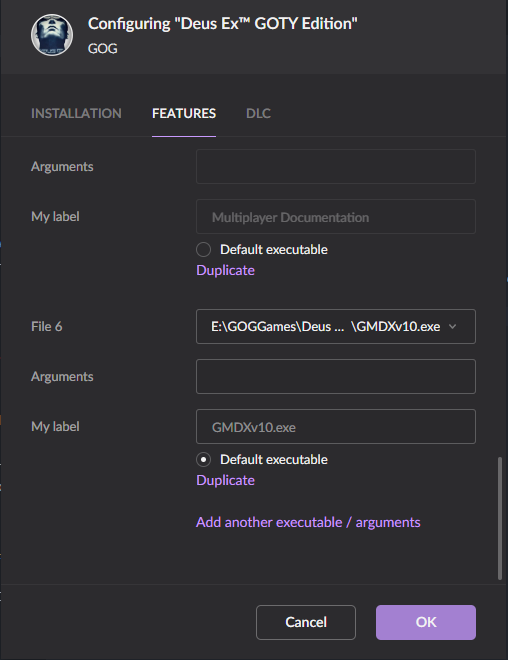 Configuring "Deus Ex™ GOTY Edition"
GOG
INSTALLATION FEATURES DLC
Arguments
My label Multiplayer Documentation
Default executable
Duplicate
File 6 E:\GOGGames\Deus ... \GMDXv10.exe
Arguments
My label GMDXv10.exe
Default executable
Duplicate
Add another executable / arguments
Cancel OK